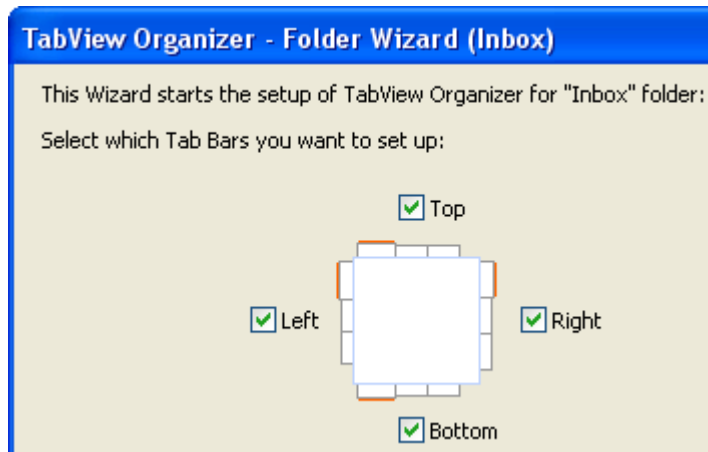 TabView Organizer - Folder Wizard (Inbox)
This Wizard starts the setup of TabView Organizer for "Inbox" folder:
Select which Tab Bars you want to set up:
Top
Left
Right
Bottom